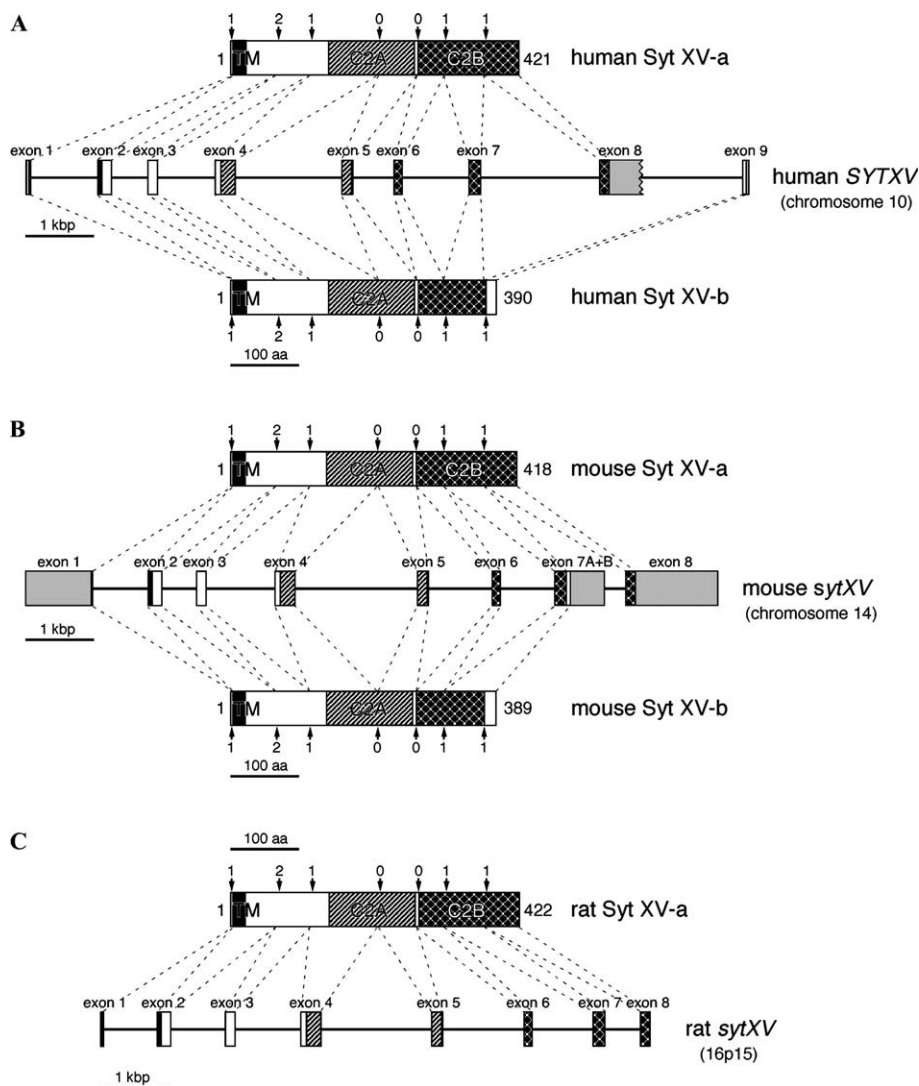 A
1 2 1 0 0 1 1
1 TM C2A C2B 421 human Syt XV-a
exon 1 exon 2 exon 3 exon 4 exon 5 exon 6 exon 7 exon 8 exon 9
human SYTXV
(chromosome 10)
1 kbp
1 TM C2A 390 human Syt XV-b
1 2 1 0 0 1 1
100 aa
B
1 2 1 0 0 1 1
1 TM C2A C2B 418 mouse Syt XV-a
exon 1 exon 2 exon 3 exon 4 exon 5 exon 6 exon 7A+B exon 8
mouse sytXV
(chromosome 14)
1 kbp
1 TM C2A 389 mouse Syt XV-b
1 2 1 0 0 1 1
100 aa
C
100 aa
1 2 1 0 0 1 1
1 TM C2A C2B 422 rat Syt XV-a
exon 1 exon 2 exon 3 exon 4 exon 5 exon 6 exon 7 exon 8
rat sytXV
(16p15)
1 kbp